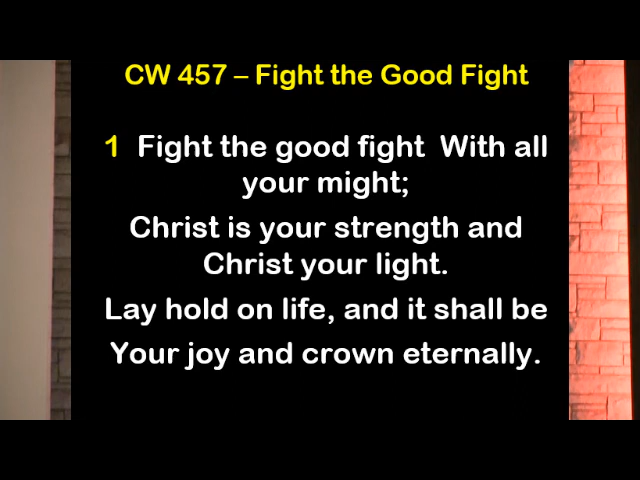 CW 457 – Fight the Good Fight
1 Fight the good fight With all
your might;
Christ is your strength and
Christ your light.
Lay hold on life, and it shall be
Your joy and crown eternally.